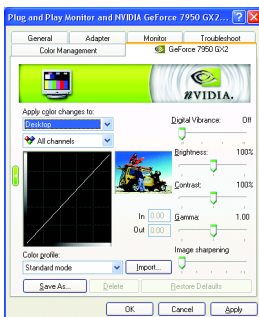 Plug and Play Monitor and NVIDIA GeForce 7950 GX2...
General Adapter Monitor Troubleshoot
Color Management GeForce 7950 GX2
nVIDIA.
Apply color changes to:
Desktop
All channels
Digital Vibrance: Off
Brightness: 100%
Contrast: 100%
In 0.00 Gamma: 1.00
Out 0.00
Image sharpening
Color profile:
Standard mode Import...
Save As... Delete Restore Defaults
OK Cancel Apply